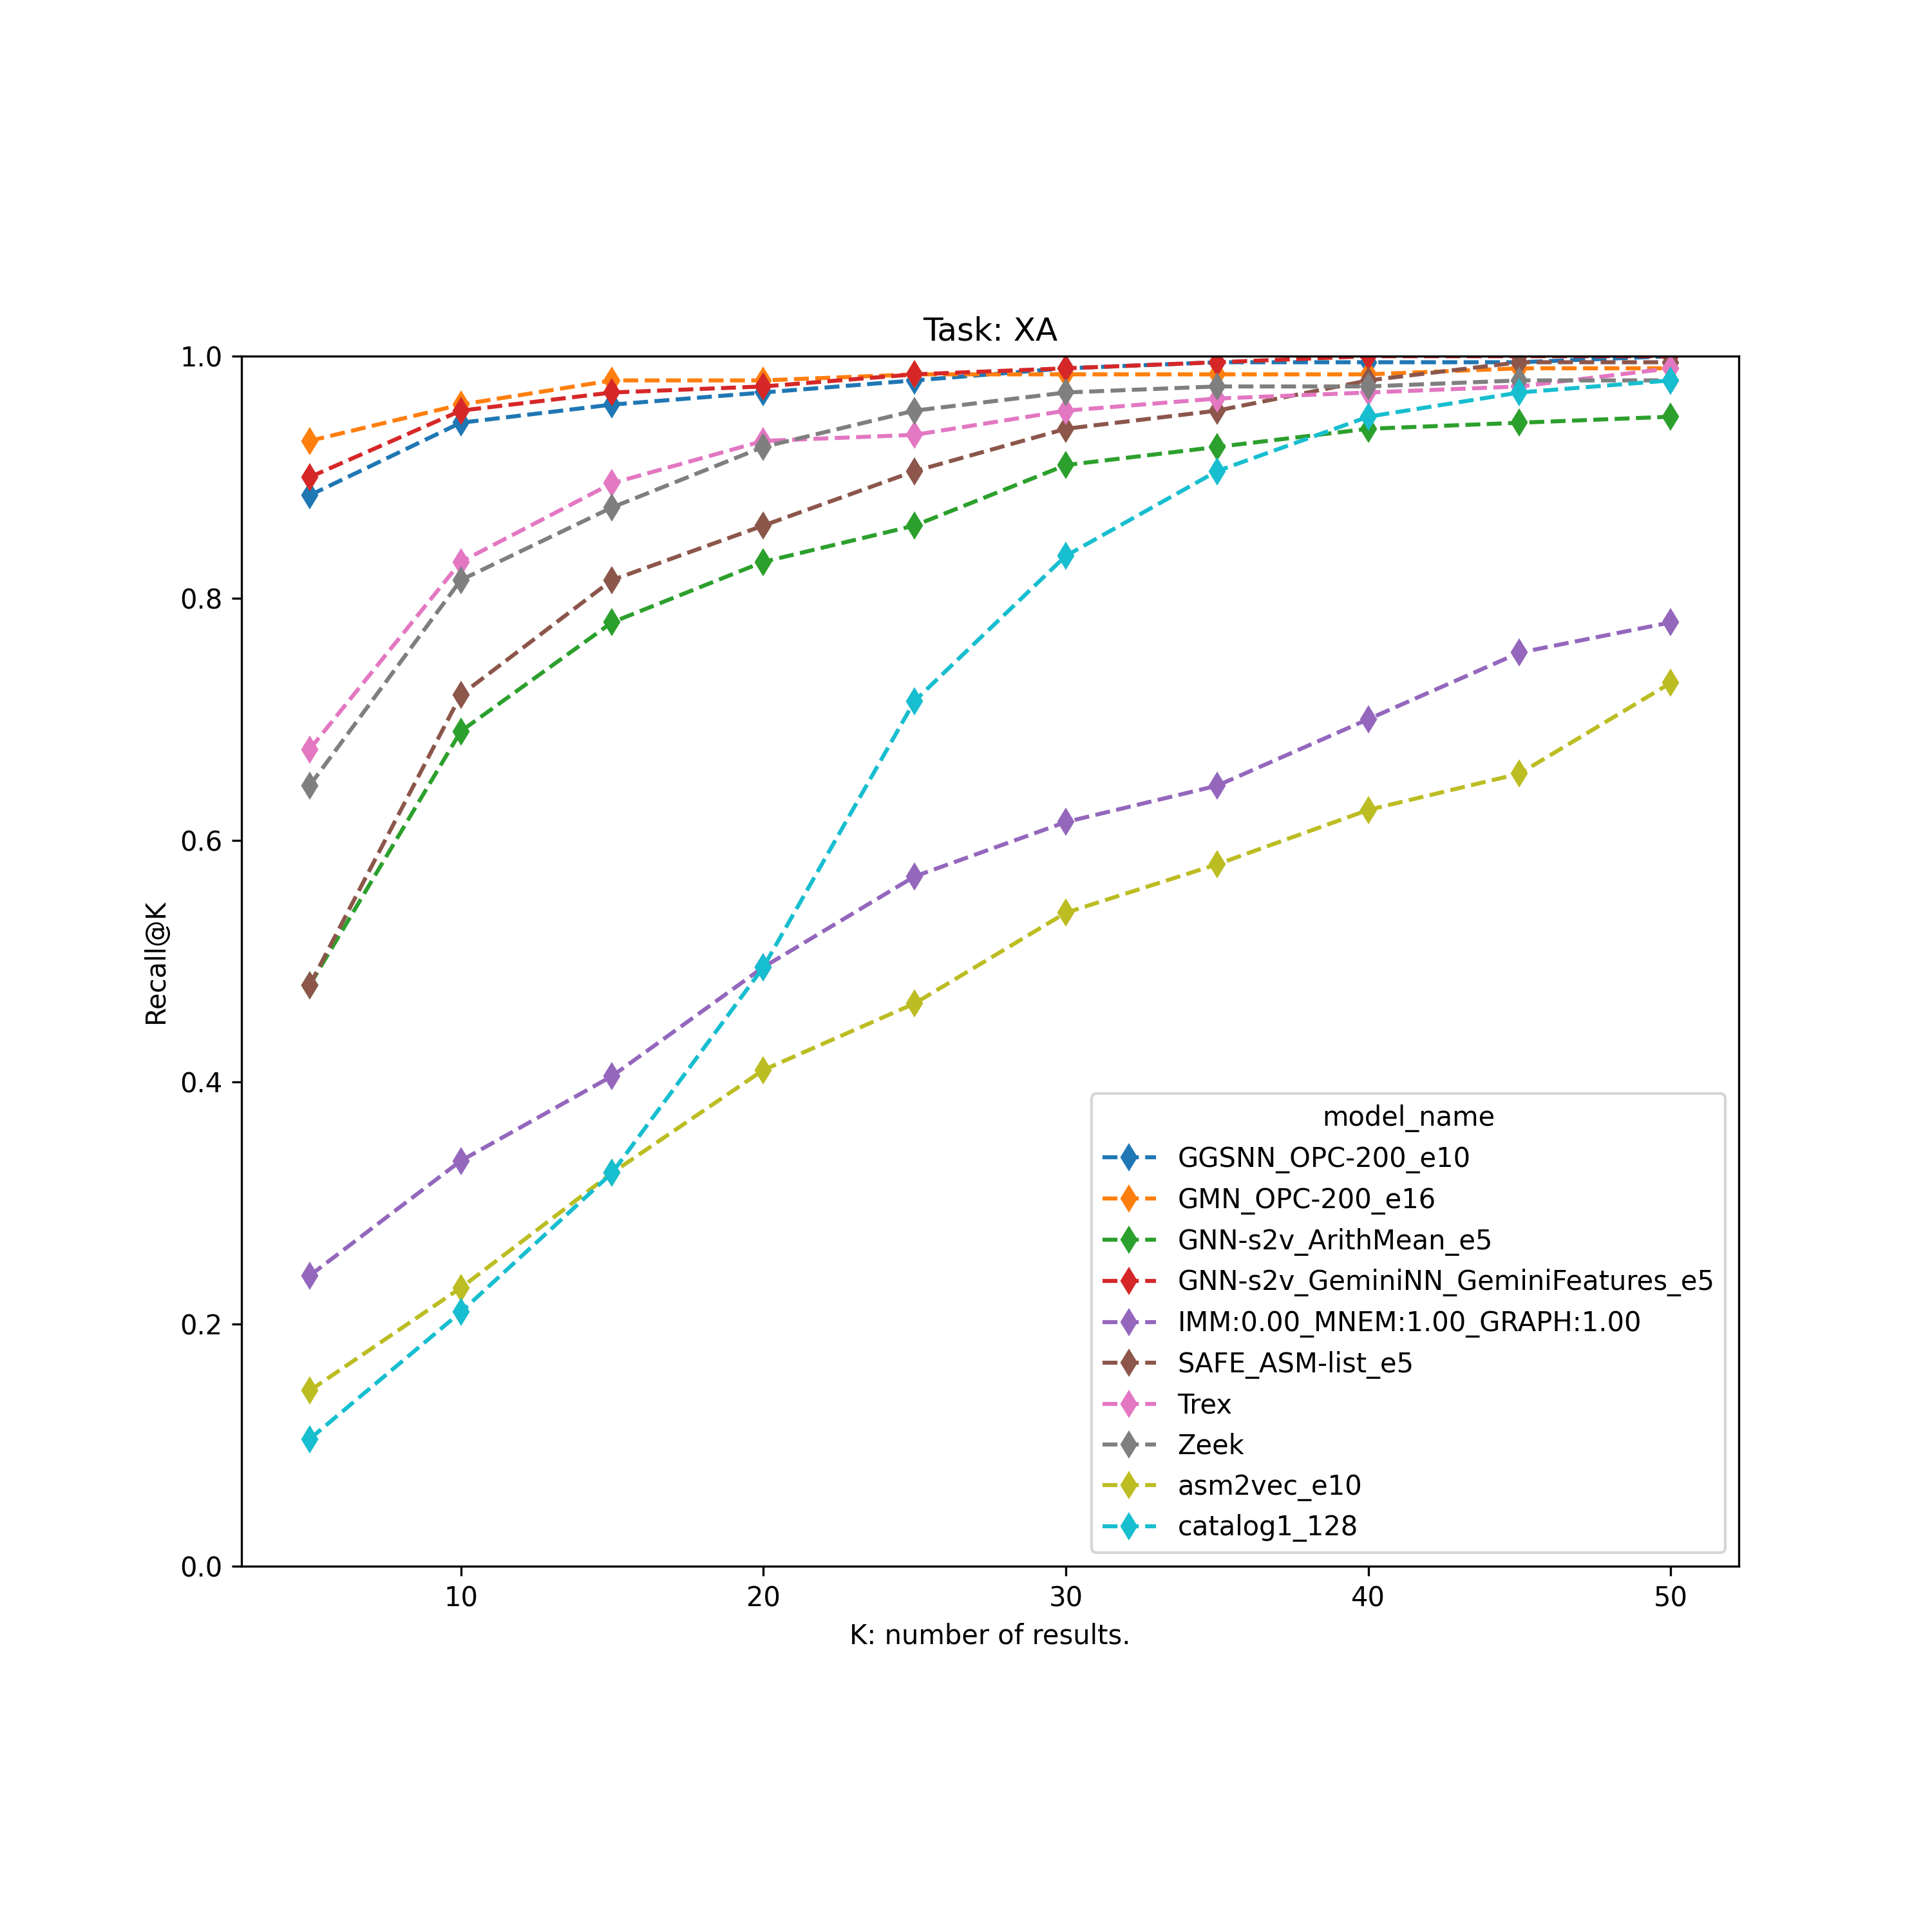 Task: XA
1.0
0.8
0.6
0.4
0.2
0.0
Recall@K
10 20 30 40 50
K: number of results.
model_name
GGSNN_OPC-200_e10
GMN_OPC-200_e16
GNN-s2v_ArithMean_e5
GNN-s2v_GeminiNN_GeminiFeatures_e5
IMM:0.00_MNEM:1.00_GRAPH:1.00
SAFE_ASM-list_e5
Trex
Zeek
asm2vec_e10
catalog1_128